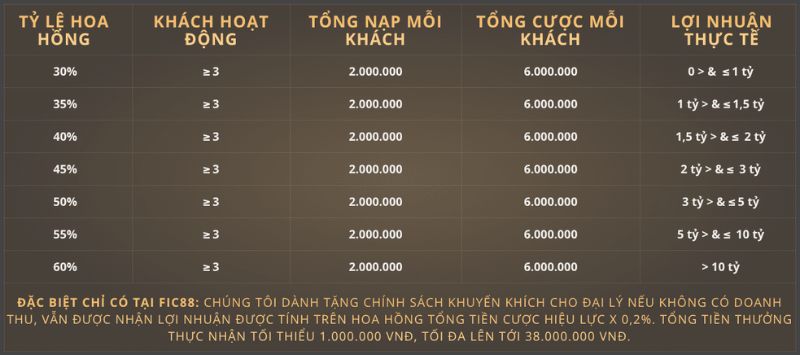 TỶ LỆ HOA HỒNG KHÁCH HOẠT ĐỘNG TỔNG NẠP MỖI KHÁCH TỔNG CƯỢC MỖI KHÁCH LỢI NHUẬN THỰC TẾ
30% ≥ 3 2.000.000 6.000.000 0 > & ≤ 1 tỷ
35% ≥ 3 2.000.000 6.000.000 1 tỷ > & ≤ 1,5 tỷ
40% ≥ 3 2.000.000 6.000.000 1,5 tỷ > & ≤ 2 tỷ
45% ≥ 3 2.000.000 6.000.000 2 tỷ > & ≤ 3 tỷ
50% ≥ 3 2.000.000 6.000.000 3 tỷ > & ≤ 5 tỷ
55% ≥ 3 2.000.000 6.000.000 5 tỷ > & ≤ 10 tỷ
60% ≥ 3 2.000.000 6.000.000 > 10 tỷ
ĐẶC BIỆT CHỈ CÓ TẠI FIC88: CHÚNG TÔI DÀNH TẶNG CHÍNH SÁCH KHUYẾN KHÍCH CHO ĐẠI LÝ NẾU KHÔNG CÓ DOANH
THU, VẪN ĐƯỢC NHẬN LỢI NHUẬN ĐƯỢC TÍNH TRÊN HOA HỒNG TỔNG TIỀN CƯỢC HIỆU LỰC X 0,2%. TỔNG TIỀN THƯỞNG
THỰC NHẬN TỐI THIỂU 1.000.000 VNĐ, TỐI ĐA LÊN TỚI 38.000.000 VNĐ.